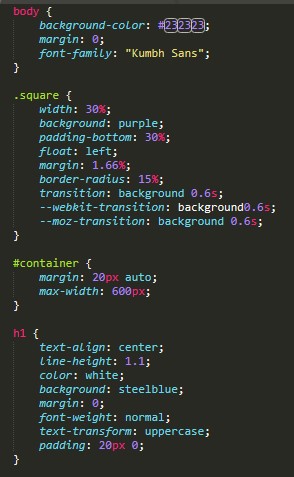 body {
    background-color: #232323;
    margin: 0;
    font-family: "Kumbh Sans";
}

.square {
    width: 30%;
    background: purple;
    padding-bottom: 30%;
    float: left;
    margin: 1.66%;
    border-radius: 15%;
    transition: background 0.6s;
    --webkit-transition: background0.6s;
    --moz-transition: background 0.6s;
}

#container {
    margin: 20px auto;
    max-width: 600px;
}

h1 {
    text-align: center;
    line-height: 1.1;
    color: white;
    background: steelblue;
    margin: 0;
    font-weight: normal;
    text-transform: uppercase;
    padding: 20px 0;
}